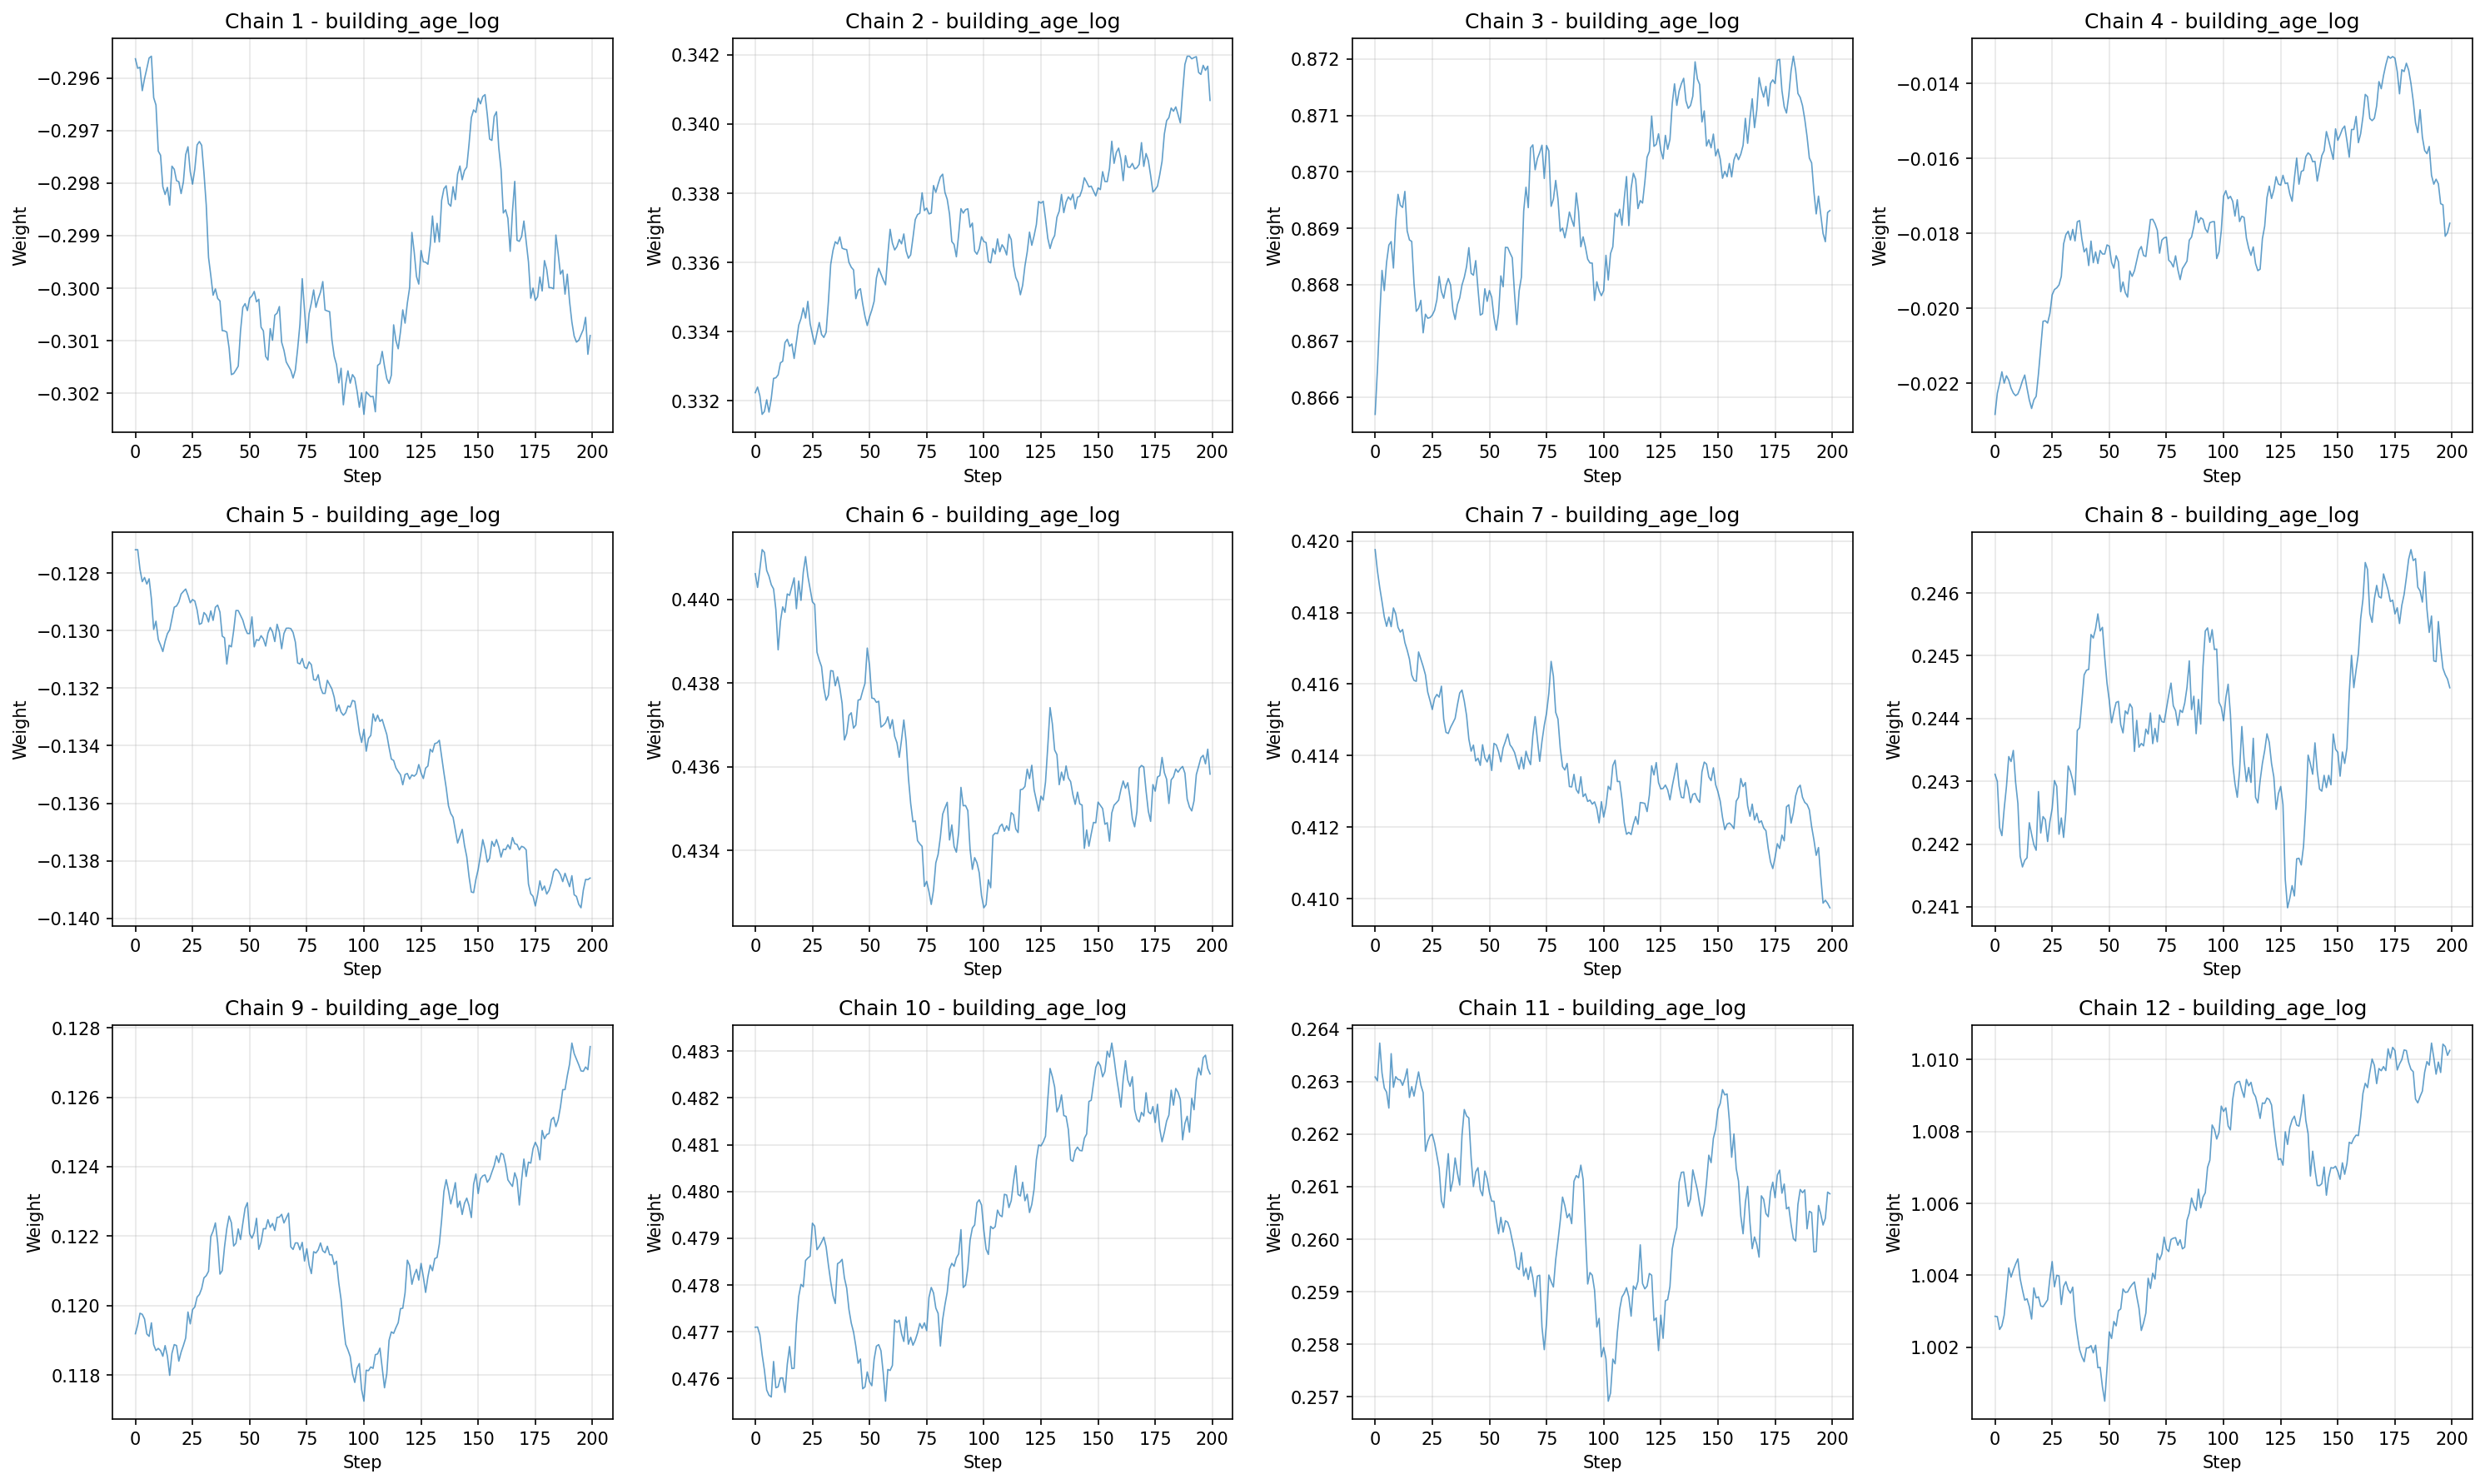 Chain 1 - building_age_log
Weight
−0.296
−0.297
−0.298
−0.299
−0.300
−0.301
−0.302
0 25 50 75 100 125 150 175 200
Step
Chain 2 - building_age_log
Weight
0.342
0.340
0.338
0.336
0.334
0.332
0 25 50 75 100 125 150 175 200
Step
Chain 3 - building_age_log
Weight
0.872
0.871
0.870
0.869
0.868
0.867
0.866
0 25 50 75 100 125 150 175 200
Step
Chain 4 - building_age_log
Weight
−0.014
−0.016
−0.018
−0.020
−0.022
0 25 50 75 100 125 150 175 200
Step
Chain 5 - building_age_log
Weight
−0.128
−0.130
−0.132
−0.134
−0.136
−0.138
−0.140
0 25 50 75 100 125 150 175 200
Step
Chain 6 - building_age_log
Weight
0.440
0.438
0.436
0.434
0 25 50 75 100 125 150 175 200
Step
Chain 7 - building_age_log
Weight
0.420
0.418
0.416
0.414
0.412
0.410
0 25 50 75 100 125 150 175 200
Step
Chain 8 - building_age_log
Weight
0.246
0.245
0.244
0.243
0.242
0.241
0 25 50 75 100 125 150 175 200
Step
Chain 9 - building_age_log
Weight
0.128
0.126
0.124
0.122
0.120
0.118
0 25 50 75 100 125 150 175 200
Step
Chain 10 - building_age_log
Weight
0.483
0.482
0.481
0.480
0.479
0.478
0.477
0.476
0 25 50 75 100 125 150 175 200
Step
Chain 11 - building_age_log
Weight
0.264
0.263
0.262
0.261
0.260
0.259
0.258
0.257
0 25 50 75 100 125 150 175 200
Step
Chain 12 - building_age_log
Weight
1.010
1.008
1.006
1.004
1.002
0 25 50 75 100 125 150 175 200
Step